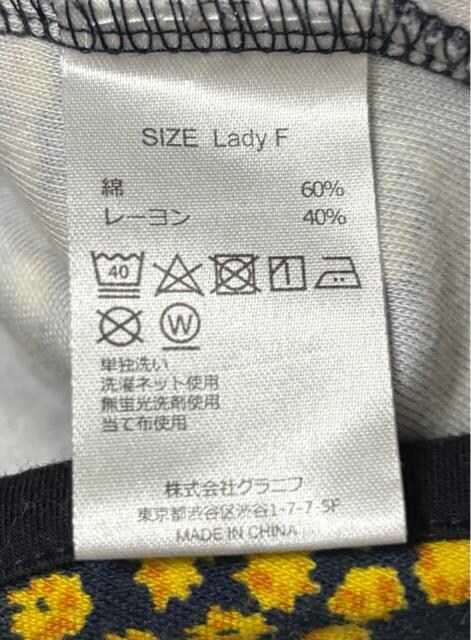 SIZE Lady F
綿 60%
レーヨン 40%
40
W
単独洗い
洗濯ネット使用
無蛍光洗剤使用
当て布使用
株式会社グラニフ
東京都渋谷区渋谷1-7-7-5F
MADE IN CHINA